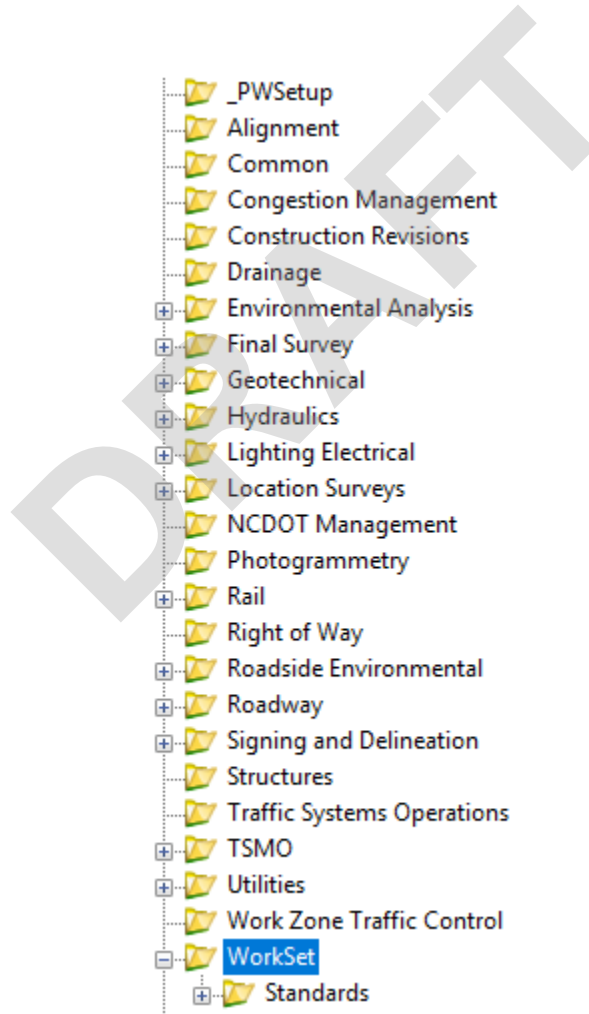 _PWSetup
Alignment
Common
Congestion Management
Construction Revisions
Drainage
Environmental Analysis
Final Survey
Geotechnical
Hydraulics
Lighting Electrical
Location Surveys
NCDOT Management
Photogrammetry
Rail
Right of Way
Roadside Environmental
Roadway
Signing and Delineation
Structures
Traffic Systems Operations
TSMO
Utilities
Work Zone Traffic Control
WorkSet
Standards
DRAFT